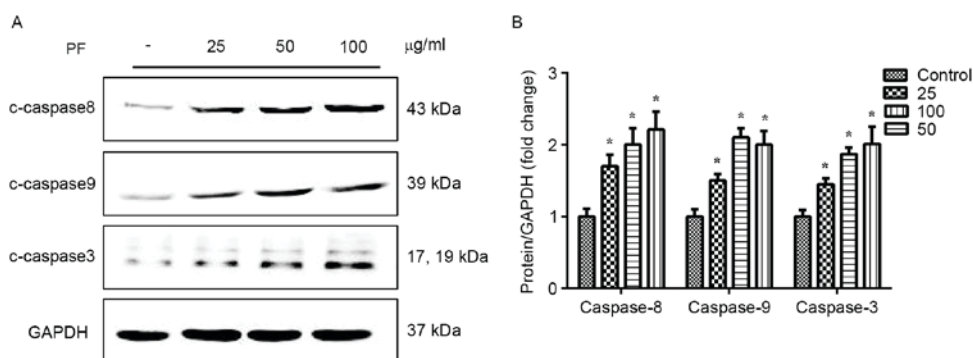 A
PF - 25 50 100 μg/ml
c-caspase8 43 kDa
c-caspase9 39 kDa
c-caspase3 17, 19 kDa
GAPDH 37 kDa
B
Protein/GAPDH (fold change)
3
2
1
0
* * *
* * *
* * *
Caspase-8 Caspase-9 Caspase-3
Control
25
100
50